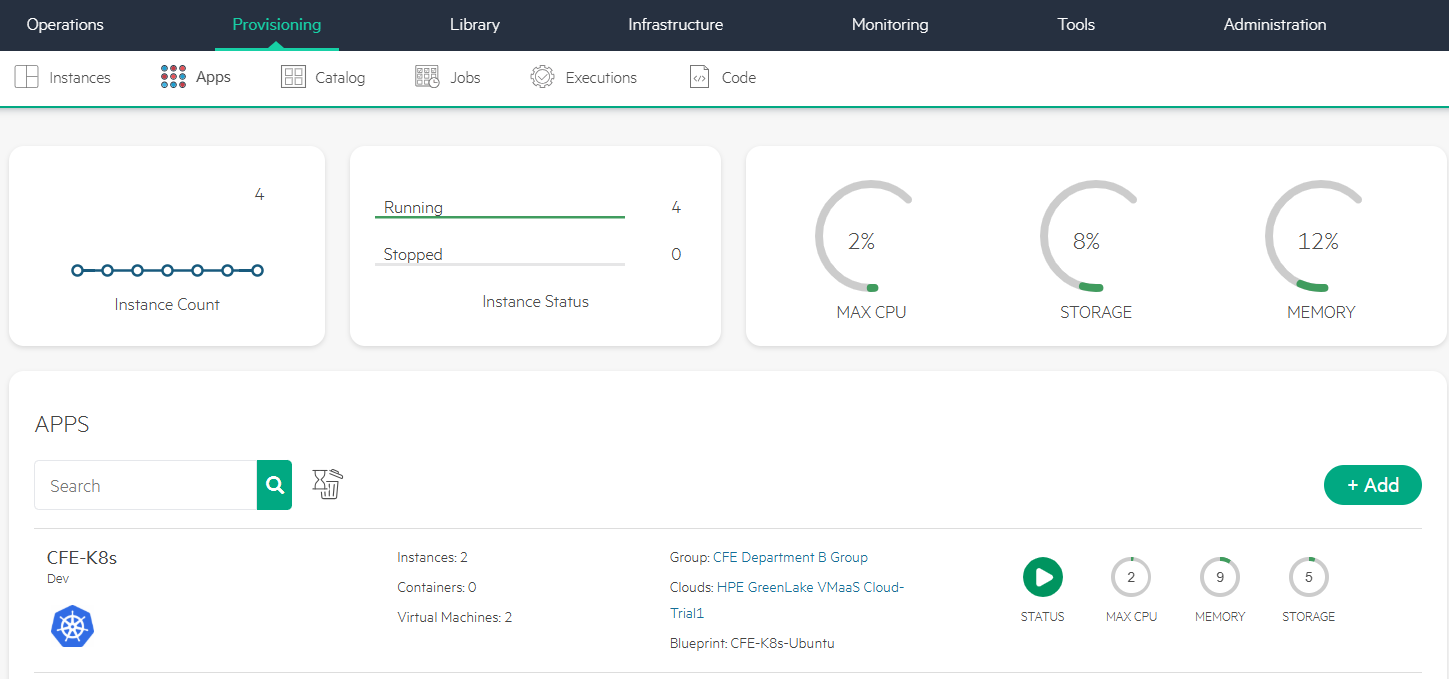 Operations Provisioning Library Infrastructure Monitoring Tools Administration
Instances Apps Catalog Jobs Executions Code
4
Instance Count
Running 4
Stopped 0
Instance Status
2% 8% 12%
MAX CPU STORAGE MEMORY
APPS
Search
+ Add
CFE-K8s
Dev
Instances: 2
Containers: 0
Virtual Machines: 2
Group: CFE Department B Group
Clouds: HPE GreenLake VMaaS Cloud-
Trial1
Blueprint: CFE-K8s-Ubuntu
2 9 5
STATUS MAX CPU MEMORY STORAGE